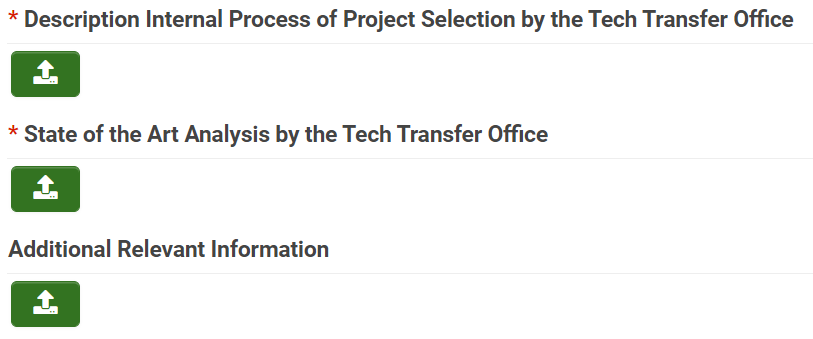 * Description Internal Process of Project Selection by the Tech Transfer Office
* State of the Art Analysis by the Tech Transfer Office
Additional Relevant Information